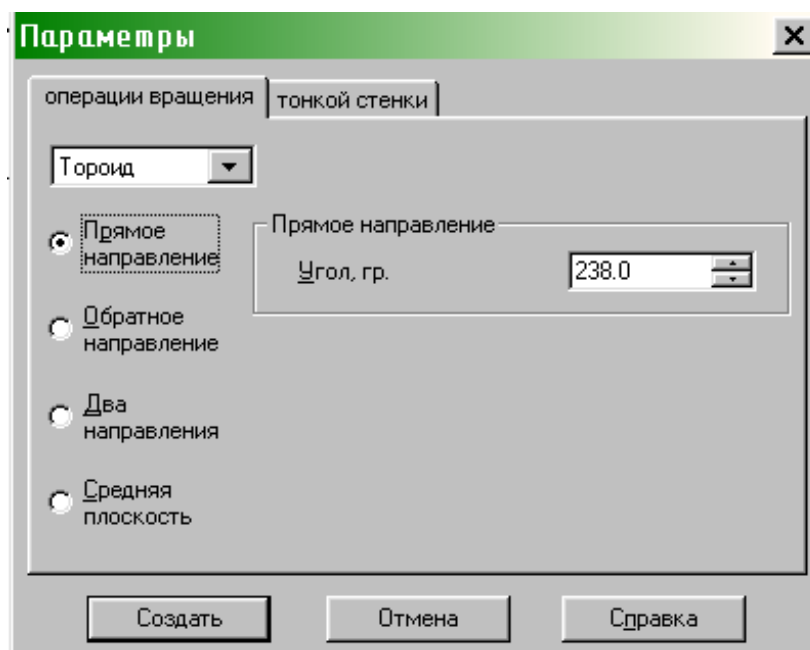 Параметры
операции вращения
тонкой стенки
Тороид
Прямое
направление
Прямое направление
Угол, гр.
238.0
Обратное
направление
Два
направления
Средняя
плоскость
Создать
Отмена
Справка